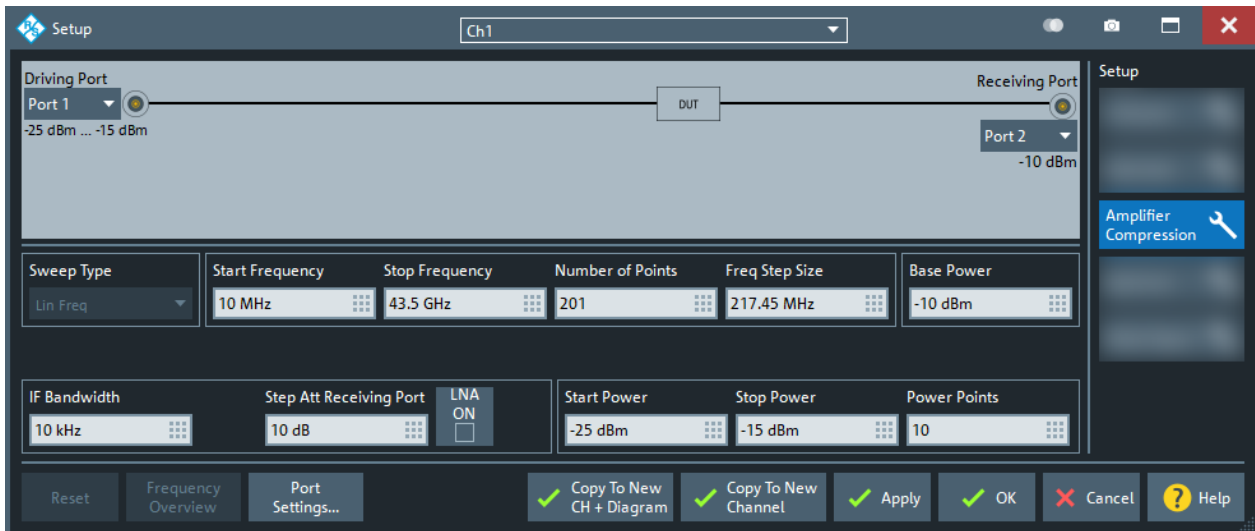 Setup
Ch1
Driving Port
Port 1
-25 dBm ... -15 dBm
DUT
Receiving Port
Port 2
-10 dBm
Setup
Amplifier
Compression
Sweep Type
Lin Freq
Start Frequency
10 MHz
Stop Frequency
43.5 GHz
Number of Points
201
Freq Step Size
217.45 MHz
Base Power
-10 dBm
IF Bandwidth
10 kHz
Step Att Receiving Port
10 dB
LNA
ON
Start Power
-25 dBm
Stop Power
-15 dBm
Power Points
10
Reset
Frequency
Overview
Port
Settings...
Copy To New
CH + Diagram
Copy To New
Channel
Apply
OK
Cancel
? Help